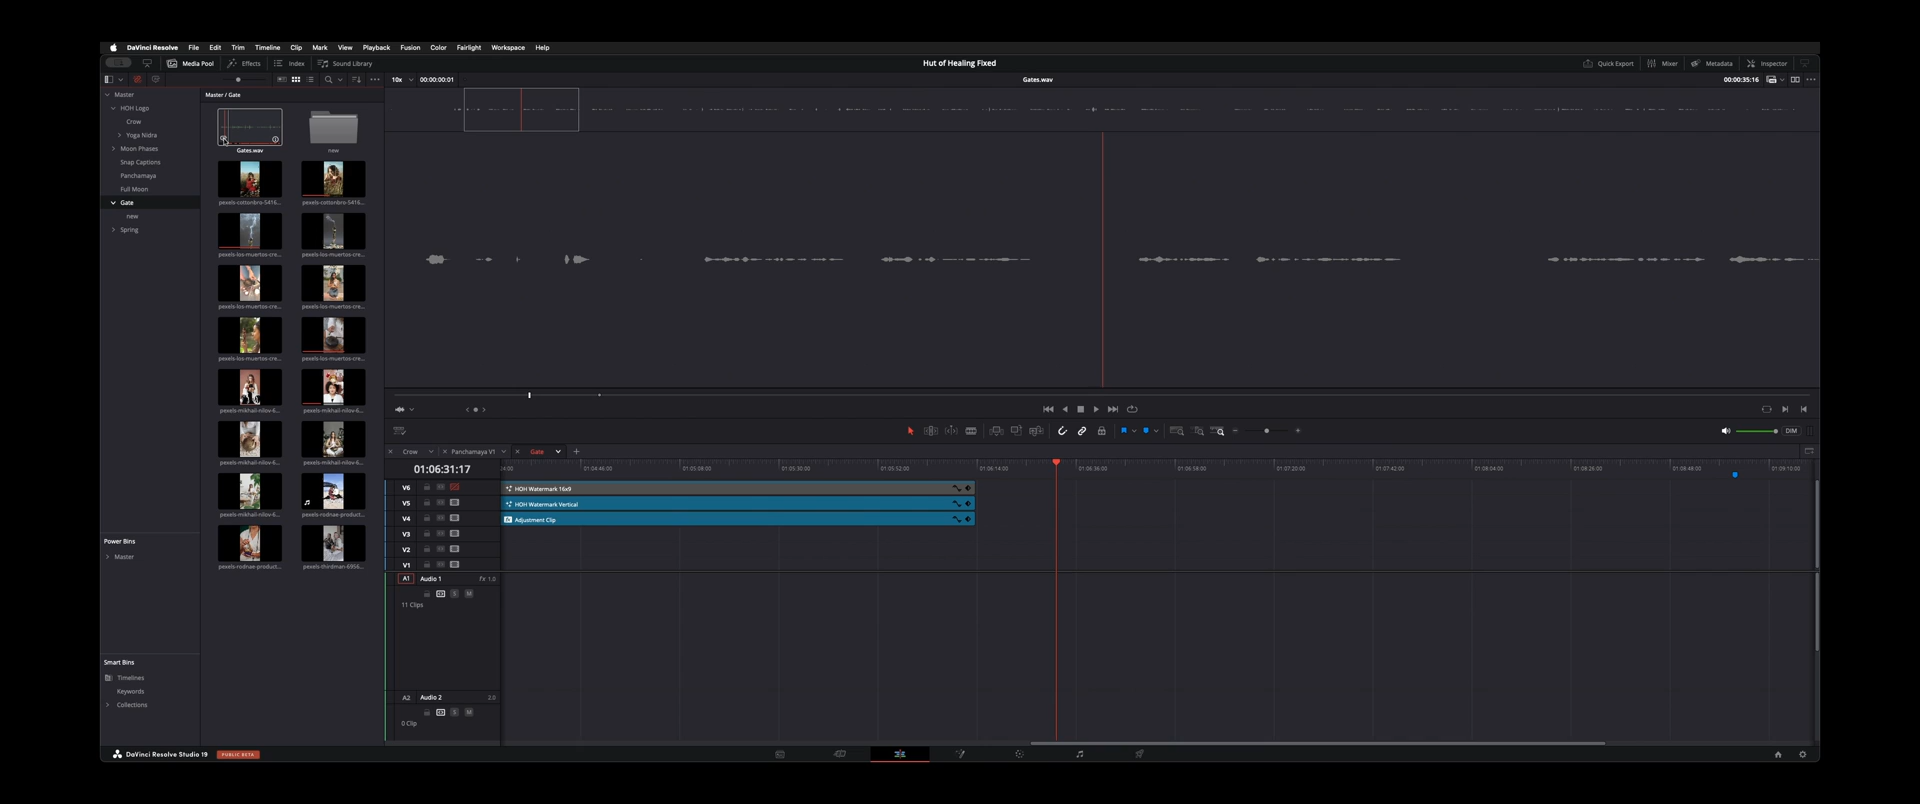 DaVinci Resolve File Edit Trim Timeline Clip Mark View Playback Fusion Color Fairlight Workspace Help
Media Pool Effects Index Sound Library Hut of Healing Fixed Quick Export Mixer Metadata Inspector
10x 00:00:00:01 Gates.wav 00:00:35:16
Master
HOH Logo
Crow
Yoga Nidra
Moon Phases
Snap Captions
Panchamaya
Full Moon
Gate
new
Spring
Power Bins
Master
Smart Bins
Timelines
Keywords
Collections
Master / Gate
Gates.wav new
pexels-cottonbro-5416... pexels-cottonbro-5416...
pexels-los-muertos-cre... pexels-los-muertos-cre...
pexels-los-muertos-cre... pexels-los-muertos-cre...
pexels-los-muertos-cre... pexels-los-muertos-cre...
pexels-mikhail-nilov-6... pexels-mikhail-nilov-6...
pexels-mikhail-nilov-6... pexels-mikhail-nilov-6...
pexels-mikhail-nilov-6... pexels-rodnae-product...
pexels-rodnae-product... pexels-thirdman-6956...
DIM
Crow Panchamaya V1 Gate
01:06:31:17 01:04:46:00 01:05:08:00 01:05:30:00 01:05:52:00 01:06:14:00 01:06:36:00 01:06:58:00 01:07:20:00 01:07:42:00 01:08:04:00 01:08:26:00 01:08:48:00 01:09:10:00
V6 HOH Watermark 16x9
V5 HOH Watermark Vertical
V4 Adjustment Clip
V3
V2
V1
A1 Audio 1 fx 1.0
S M
11 Clips
A2 Audio 2 2.0
S M
0 Clip
DaVinci Resolve Studio 19 PUBLIC BETA